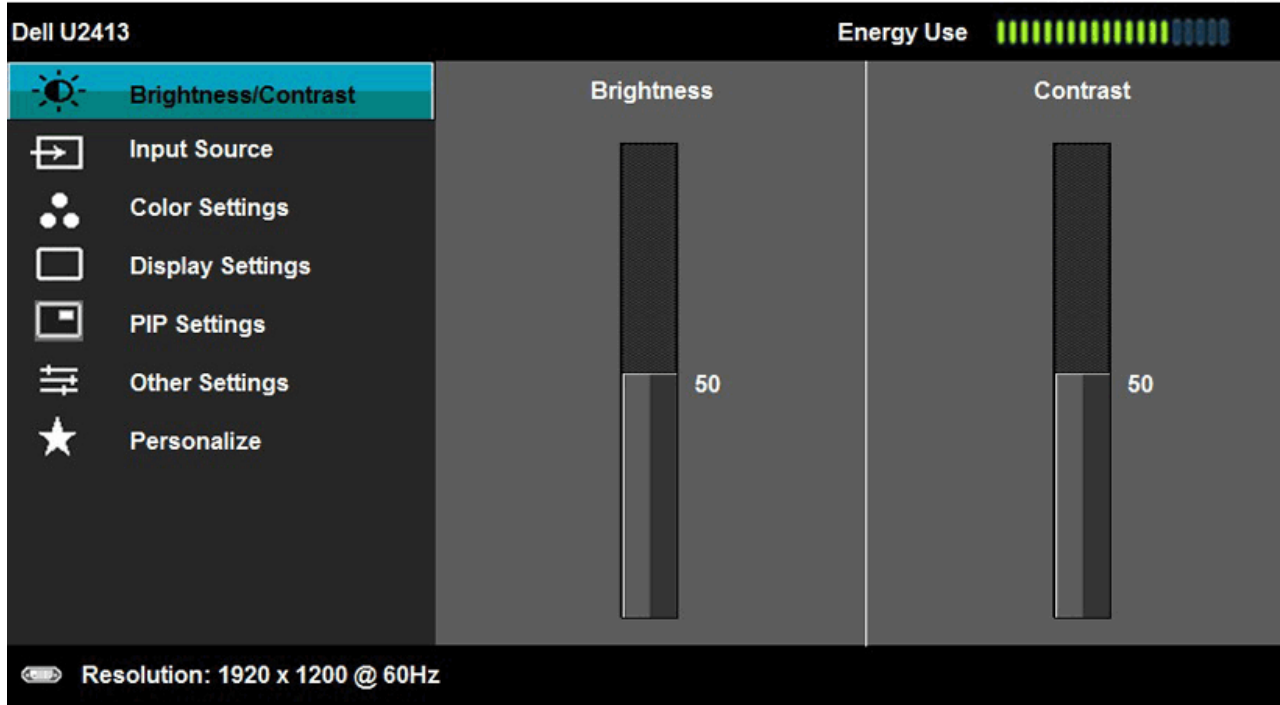 Dell U2413
Energy Use
Brightness/Contrast
Input Source
Color Settings
Display Settings
PIP Settings
Other Settings
Personalize
Brightness
50
Contrast
50
Resolution: 1920 x 1200 @ 60Hz